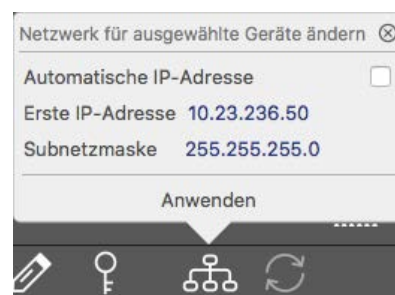 Netzwerk für ausgewählte Geräte ändern
Automatische IP-Adresse
Erste IP-Adresse 10.23.236.50
Subnetzmaske 255.255.255.0
Anwenden